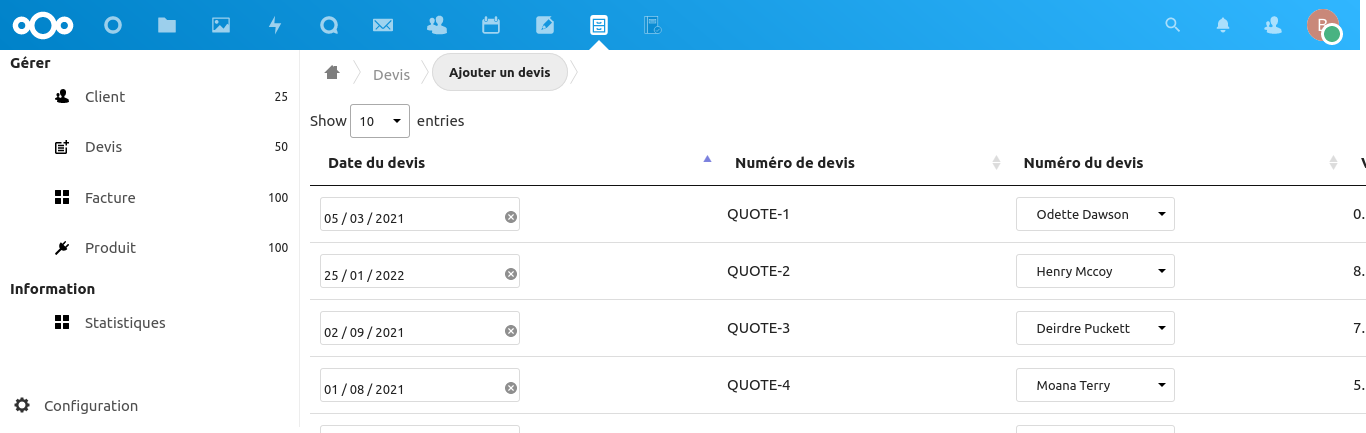 B
Gérer
Client 25
Devis 50
Facture 100
Produit 100
Information
Statistiques
Configuration
Devis Ajouter un devis
Show 10 entries
Date du devis Numéro de devis Numéro du devis
05 / 03 / 2021 QUOTE-1 Odette Dawson 0.
25 / 01 / 2022 QUOTE-2 Henry Mccoy 8.
02 / 09 / 2021 QUOTE-3 Deirdre Puckett 7.
01 / 08 / 2021 QUOTE-4 Moana Terry 5.